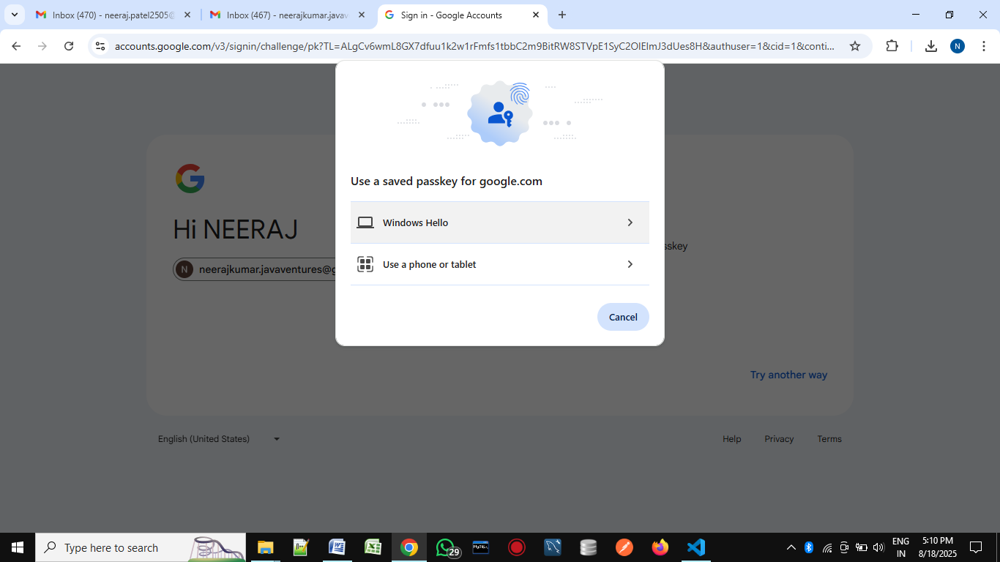 Inbox (470) - neeraj.patel2505@
Inbox (467) - neerajkumar.javav
Sign in - Google Accounts
accounts.google.com/v3/signin/challenge/pk?TL=ALgCv6wmL8GX7dfuu1k2w1rFmfs1tbbC2m9BitRW8STVpE1SyC2OlElmJ3dUes8H&authuser=1&cid=1&conti...
N
Use a saved passkey for google.com
Windows Hello
Use a phone or tablet
Cancel
Hi NEERAJ
N neerajkumar.javaventures@g
sskey
Try another way
English (United States)
Help Privacy Terms
Type here to search
29
MySQL
ENG
IN
5:10 PM
8/18/2025